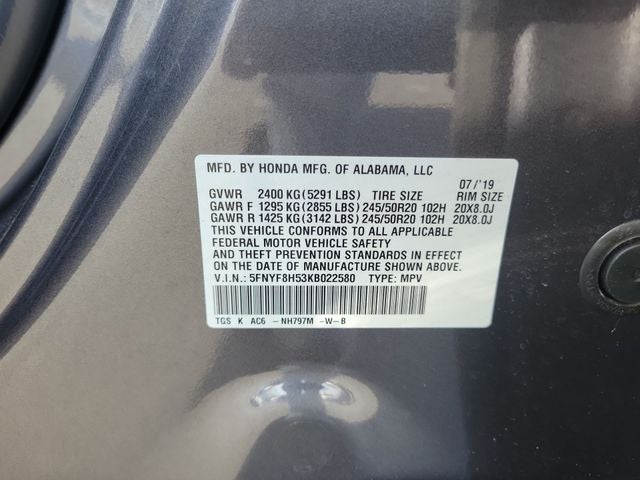 MFD. BY HONDA MFG. OF ALABAMA, LLC
07/'19
GVWR 2400 KG(5291 LBS) TIRE SIZE RIM SIZE
GAWR F 1295 KG(2855 LBS) 245/50R20 102H 20X8.0J
GAWR R 1425 KG(3142 LBS) 245/50R20 102H 20X8.0J
THIS VEHICLE CONFORMS TO ALL APPLICABLE
FEDERAL MOTOR VEHICLE SAFETY
AND THEFT PREVENTION STANDARDS IN EFFECT
ON THE DATE OF MANUFACTURE SHOWN ABOVE.
V.I.N.: 5FNYF8H53KB022580 TYPE: MPV
TGS K AC6 - NH797M -W-B